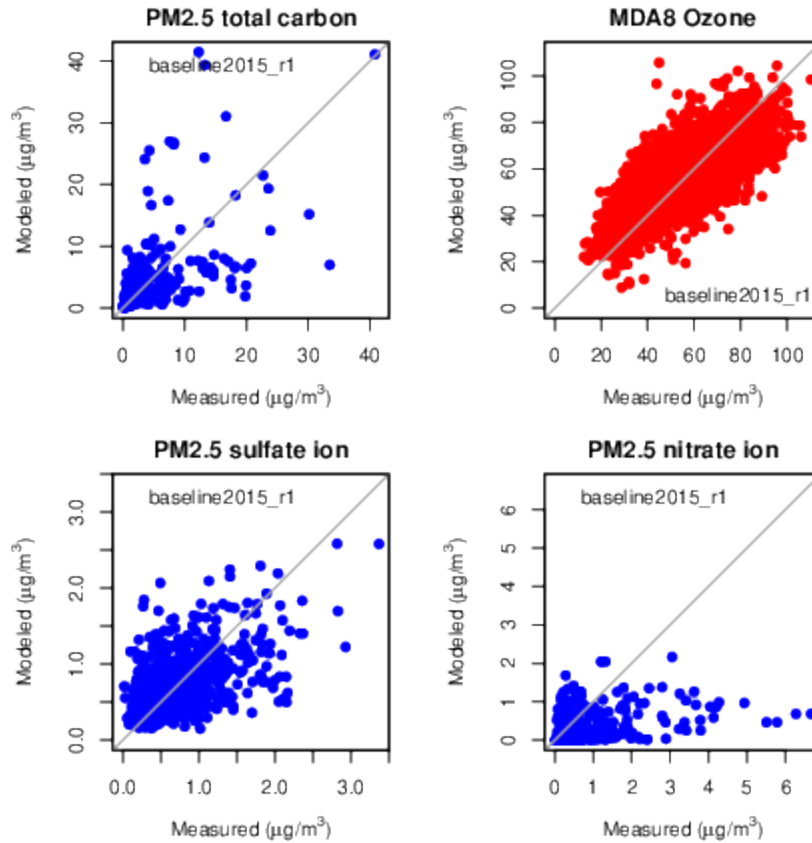 PM2.5 total carbon
baseline2015_r1
Modeled (μg/m³)
40
30
20
10
0
0 10 20 30 40
Measured (μg/m³)
MDA8 Ozone
baseline2015_r1
Modeled (μg/m³)
100
80
60
40
20
0
0 20 40 60 80 100
Measured (μg/m³)
PM2.5 sulfate ion
baseline2015_r1
Modeled (μg/m³)
3.0
2.0
1.0
0.0
0.0 1.0 2.0 3.0
Measured (μg/m³)
PM2.5 nitrate ion
baseline2015_r1
Modeled (μg/m³)
6
5
4
3
2
1
0
0 1 2 3 4 5 6
Measured (μg/m³)